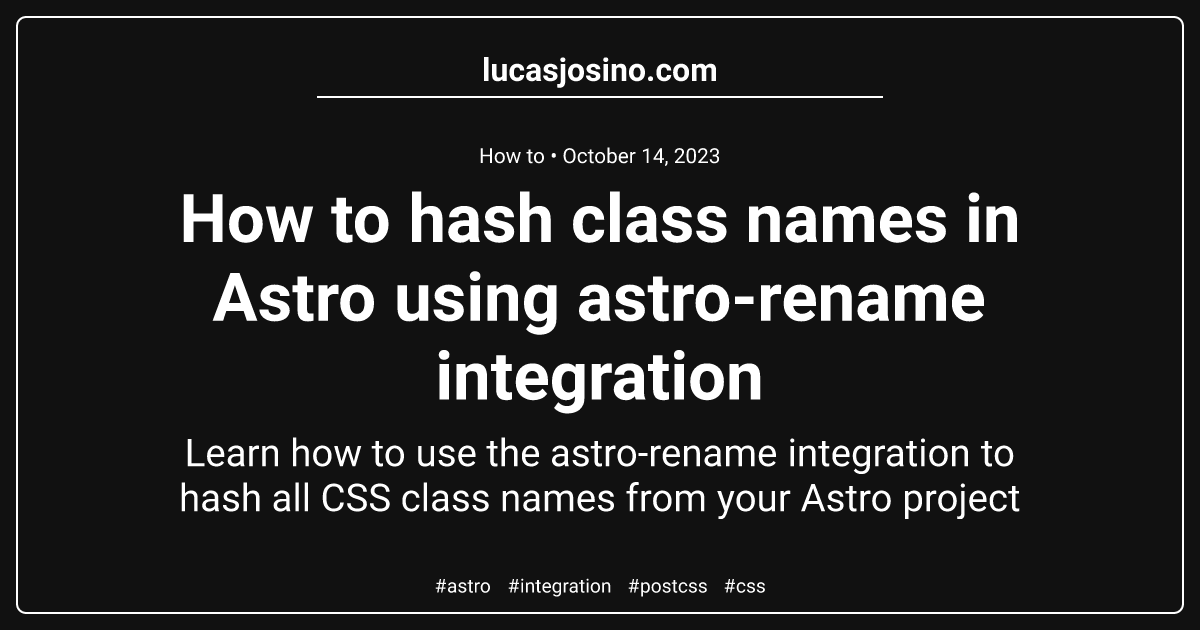 lucasjosino.com
How to • October 14, 2023
How to hash class names in
Astro using astro-rename
integration
Learn how to use the astro-rename integration to
hash all CSS class names from your Astro project
#astro #integration #postcss #css